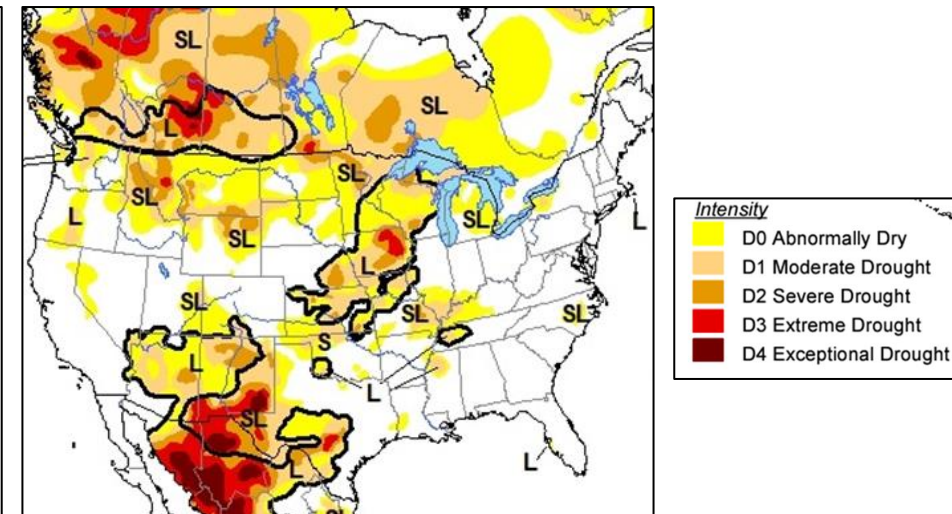 SL
SL
L
SL
SL
L
SL
SL
L
L
SL
SL
SL
S
L
L
SL
L
L
SL
Intensity
D0 Abnormally Dry
D1 Moderate Drought
D2 Severe Drought
D3 Extreme Drought
D4 Exceptional Drought